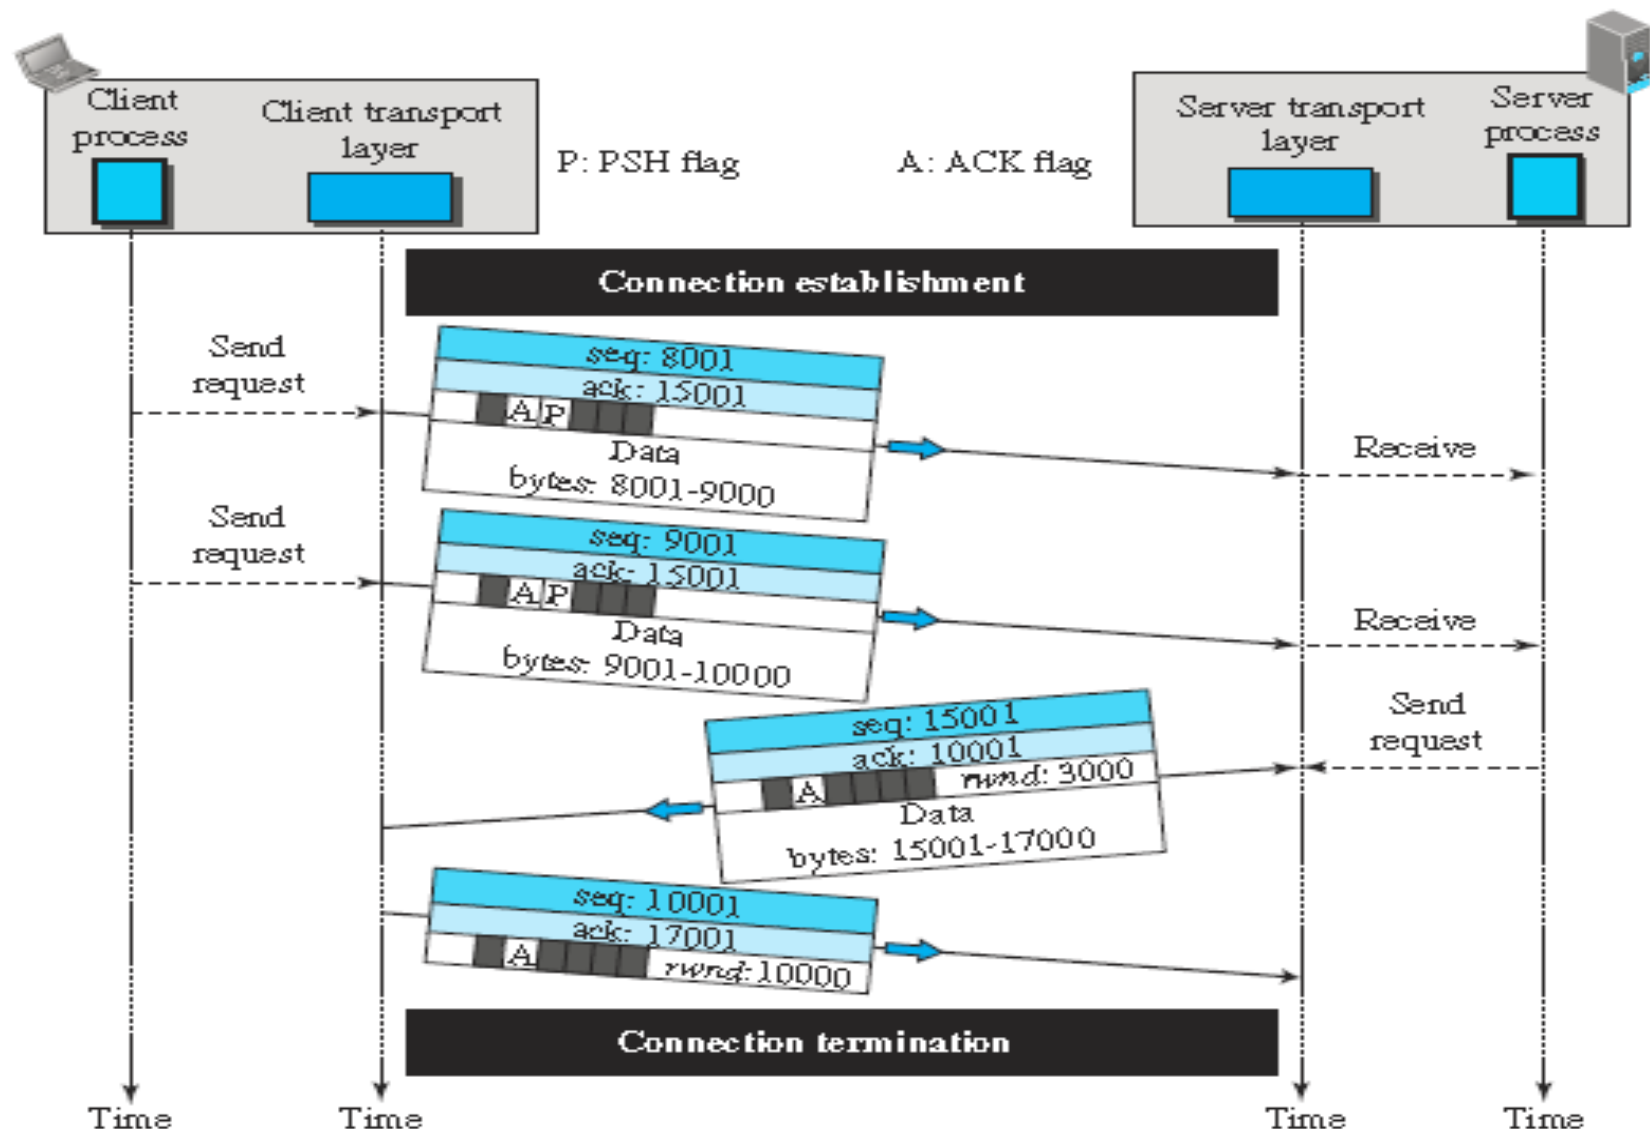 Client
process
Client transport
layer
P: PSH flag
A: ACK flag
Server transport
layer
Server
process
Connection establishment
Send
request
seq: 8001
ack: 15001
A P
Data
bytes: 8001-9000
Receive
Send
request
seq: 9001
ack: 15001
A P
Data
bytes: 9001-10000
Receive
Send
request
seq: 15001
ack: 10001
A rwnd: 3000
Data
bytes: 15001-17000
seq: 10001
ack: 17001
A rwnd: 10000
Connection termination
Time
Time
Time
Time